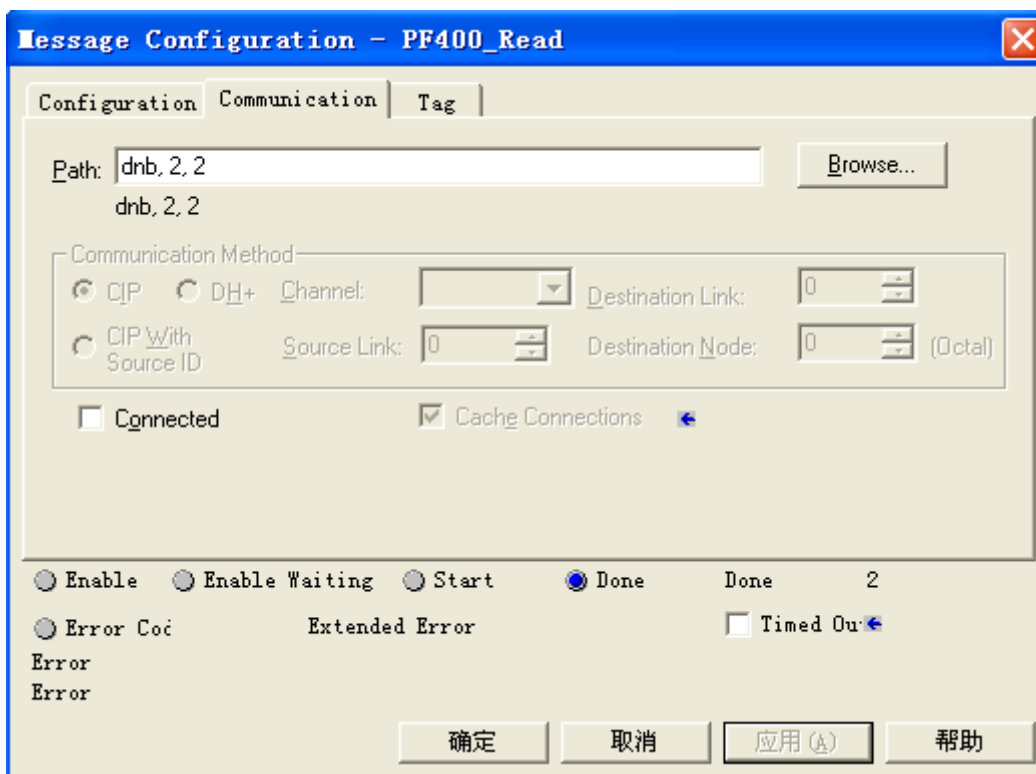 Message Configuration - PF400_Read
Configuration Communication Tag
Path: dnb, 2, 2 Browse...
dnb, 2, 2
Communication Method
CIP DH+ Channel: Destination Link: 0
CIP With Source ID Source Link: 0 Destination Node: 0 (Octal)
Connected Cache Connections
Enable Enable Waiting Start Done Done 2
Error Cod Extended Error Timed Ou
Error
Error
确定 取消 应用(A) 帮助